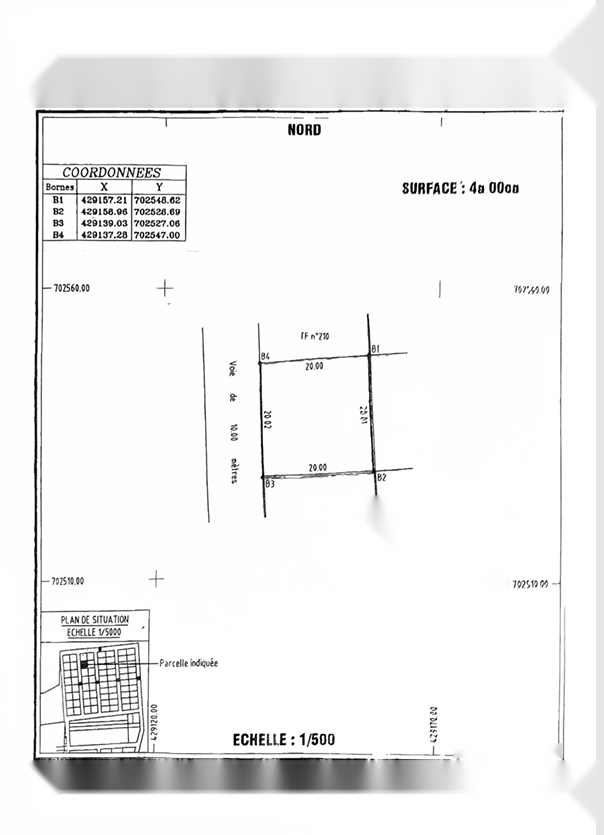 NORD
COORDONNEES
Bornes X Y
B1 429157.21 702548.62
B2 429158.96 702528.69
B3 429139.03 702527.06
B4 429137.28 702547.00
SURFACE : 4a 00ca
702560.00
702560.00
TF n°210
B4
B1
20.00
Voie de 10.00 mètres
20.02
20.01
20.00
B3
B2
702510.00
702510.00
PLAN DE SITUATION
ECHELLE 1/5000
Parcelle indiquée
429120.00
429170.00
ECHELLE : 1/500